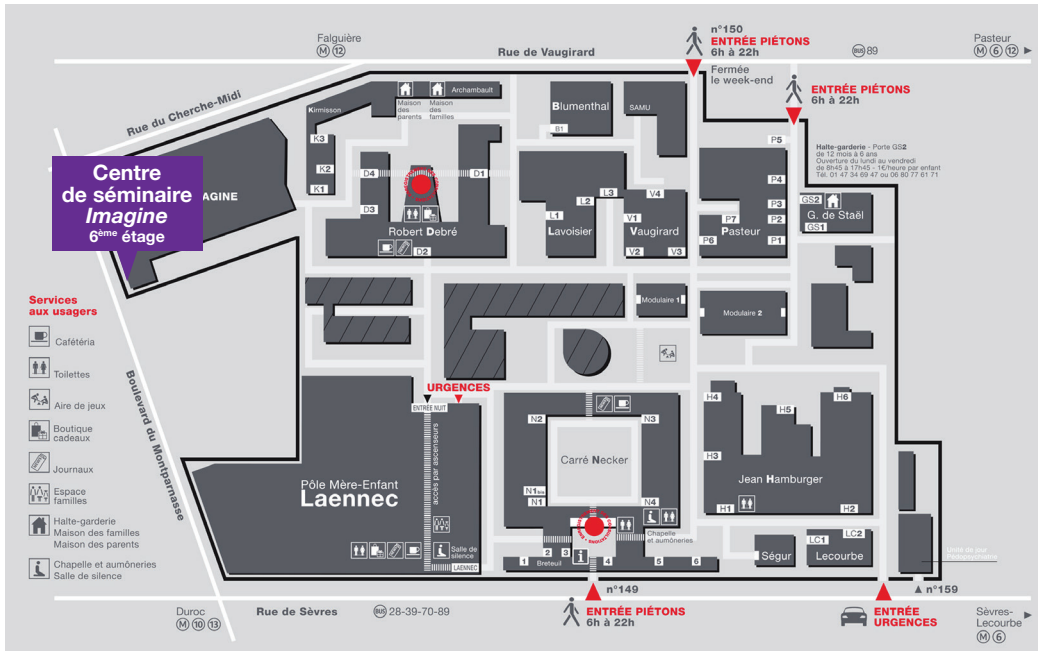 n°150
Falguière
M 12
Rue de Vaugirard
ENTRÉE PIÉTONS
6h à 22h
BUS 89
Pasteur
M 6 12
Fermée
le week-end
ENTRÉE PIÉTONS
6h à 22h
Rue du Cherche-Midi
Kirmisson
Archambault
Maison
des
parents
Maison
des
familles
Blumenthal
B1
SAMU
K3
K2
K1
D4
D1
D3
D2
Robert Debré
L1
L2
L3
Lavoisier
V4
V1
V2
V3
Vaugirard
P5
P4
P3
P2
P1
P7
P6
Pasteur
Halte-garderie - Porte GS2
de 12 mois à 6 ans
Ouverture du lundi au vendredi
de 8h45 à 17h45 - 1€/heure par enfant
Tél. 01 47 34 69 47 ou 06 80 77 61 71
GS2
G. de Staël
GS1
Centre
de séminaire
Imagine
6ème étage
AGINE
Services
aux usagers
Cafétéria
Toilettes
Aire de jeux
Boutique
cadeaux
Journaux
Espace
familles
Halte-garderie
Maison des familles
Maison des parents
Chapelle et aumôneries
Salle de silence
Boulevard du Montparnasse
Modulaire 1
Modulaire 2
URGENCES
ENTRÉE NUIT
accès par ascenseurs
Pôle Mère-Enfant
Laennec
Salle de
silence
LAENNEC
N2
N3
Carré Necker
N1bis
N1
N4
Chapelle
et aumôneries
1
2
3
Breteuil
4
5
6
H4
H5
H6
H3
Jean Hamburger
H1
H2
Ségur
LC1
LC2
Lecourbe
Unité de jour
Pédopsychiatrie
n°149
n°159
Duroc
M 10 13
Rue de Sèvres
BUS 28-39-70-89
ENTRÉE PIÉTONS
6h à 22h
ENTRÉE
URGENCES
Sèvres-
Lecourbe
M 6